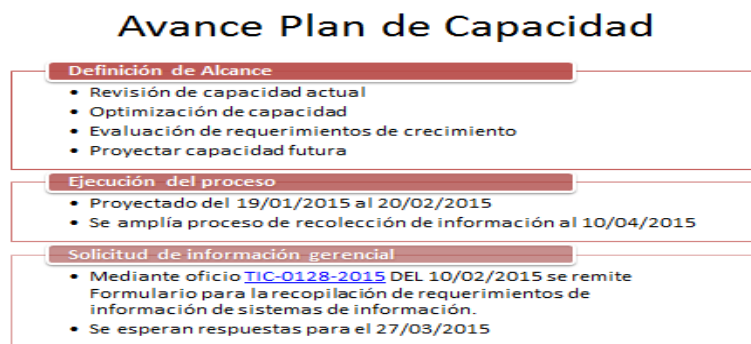 Avance Plan de Capacidad
Definición de Alcance
• Revisión de capacidad actual
• Optimización de capacidad
• Evaluación de requerimientos de crecimiento
• Proyectar capacidad futura
Ejecución del proceso
• Proyectado del 19/01/2015 al 20/02/2015
• Se amplía proceso de recolección de información al 10/04/2015
Solicitud de información gerencial
• Mediante oficio TIC-0128-2015 DEL 10/02/2015 se remite
Formulario para la recopilación de requerimientos de
información de sistemas de información.
• Se esperan respuestas para el 27/03/2015